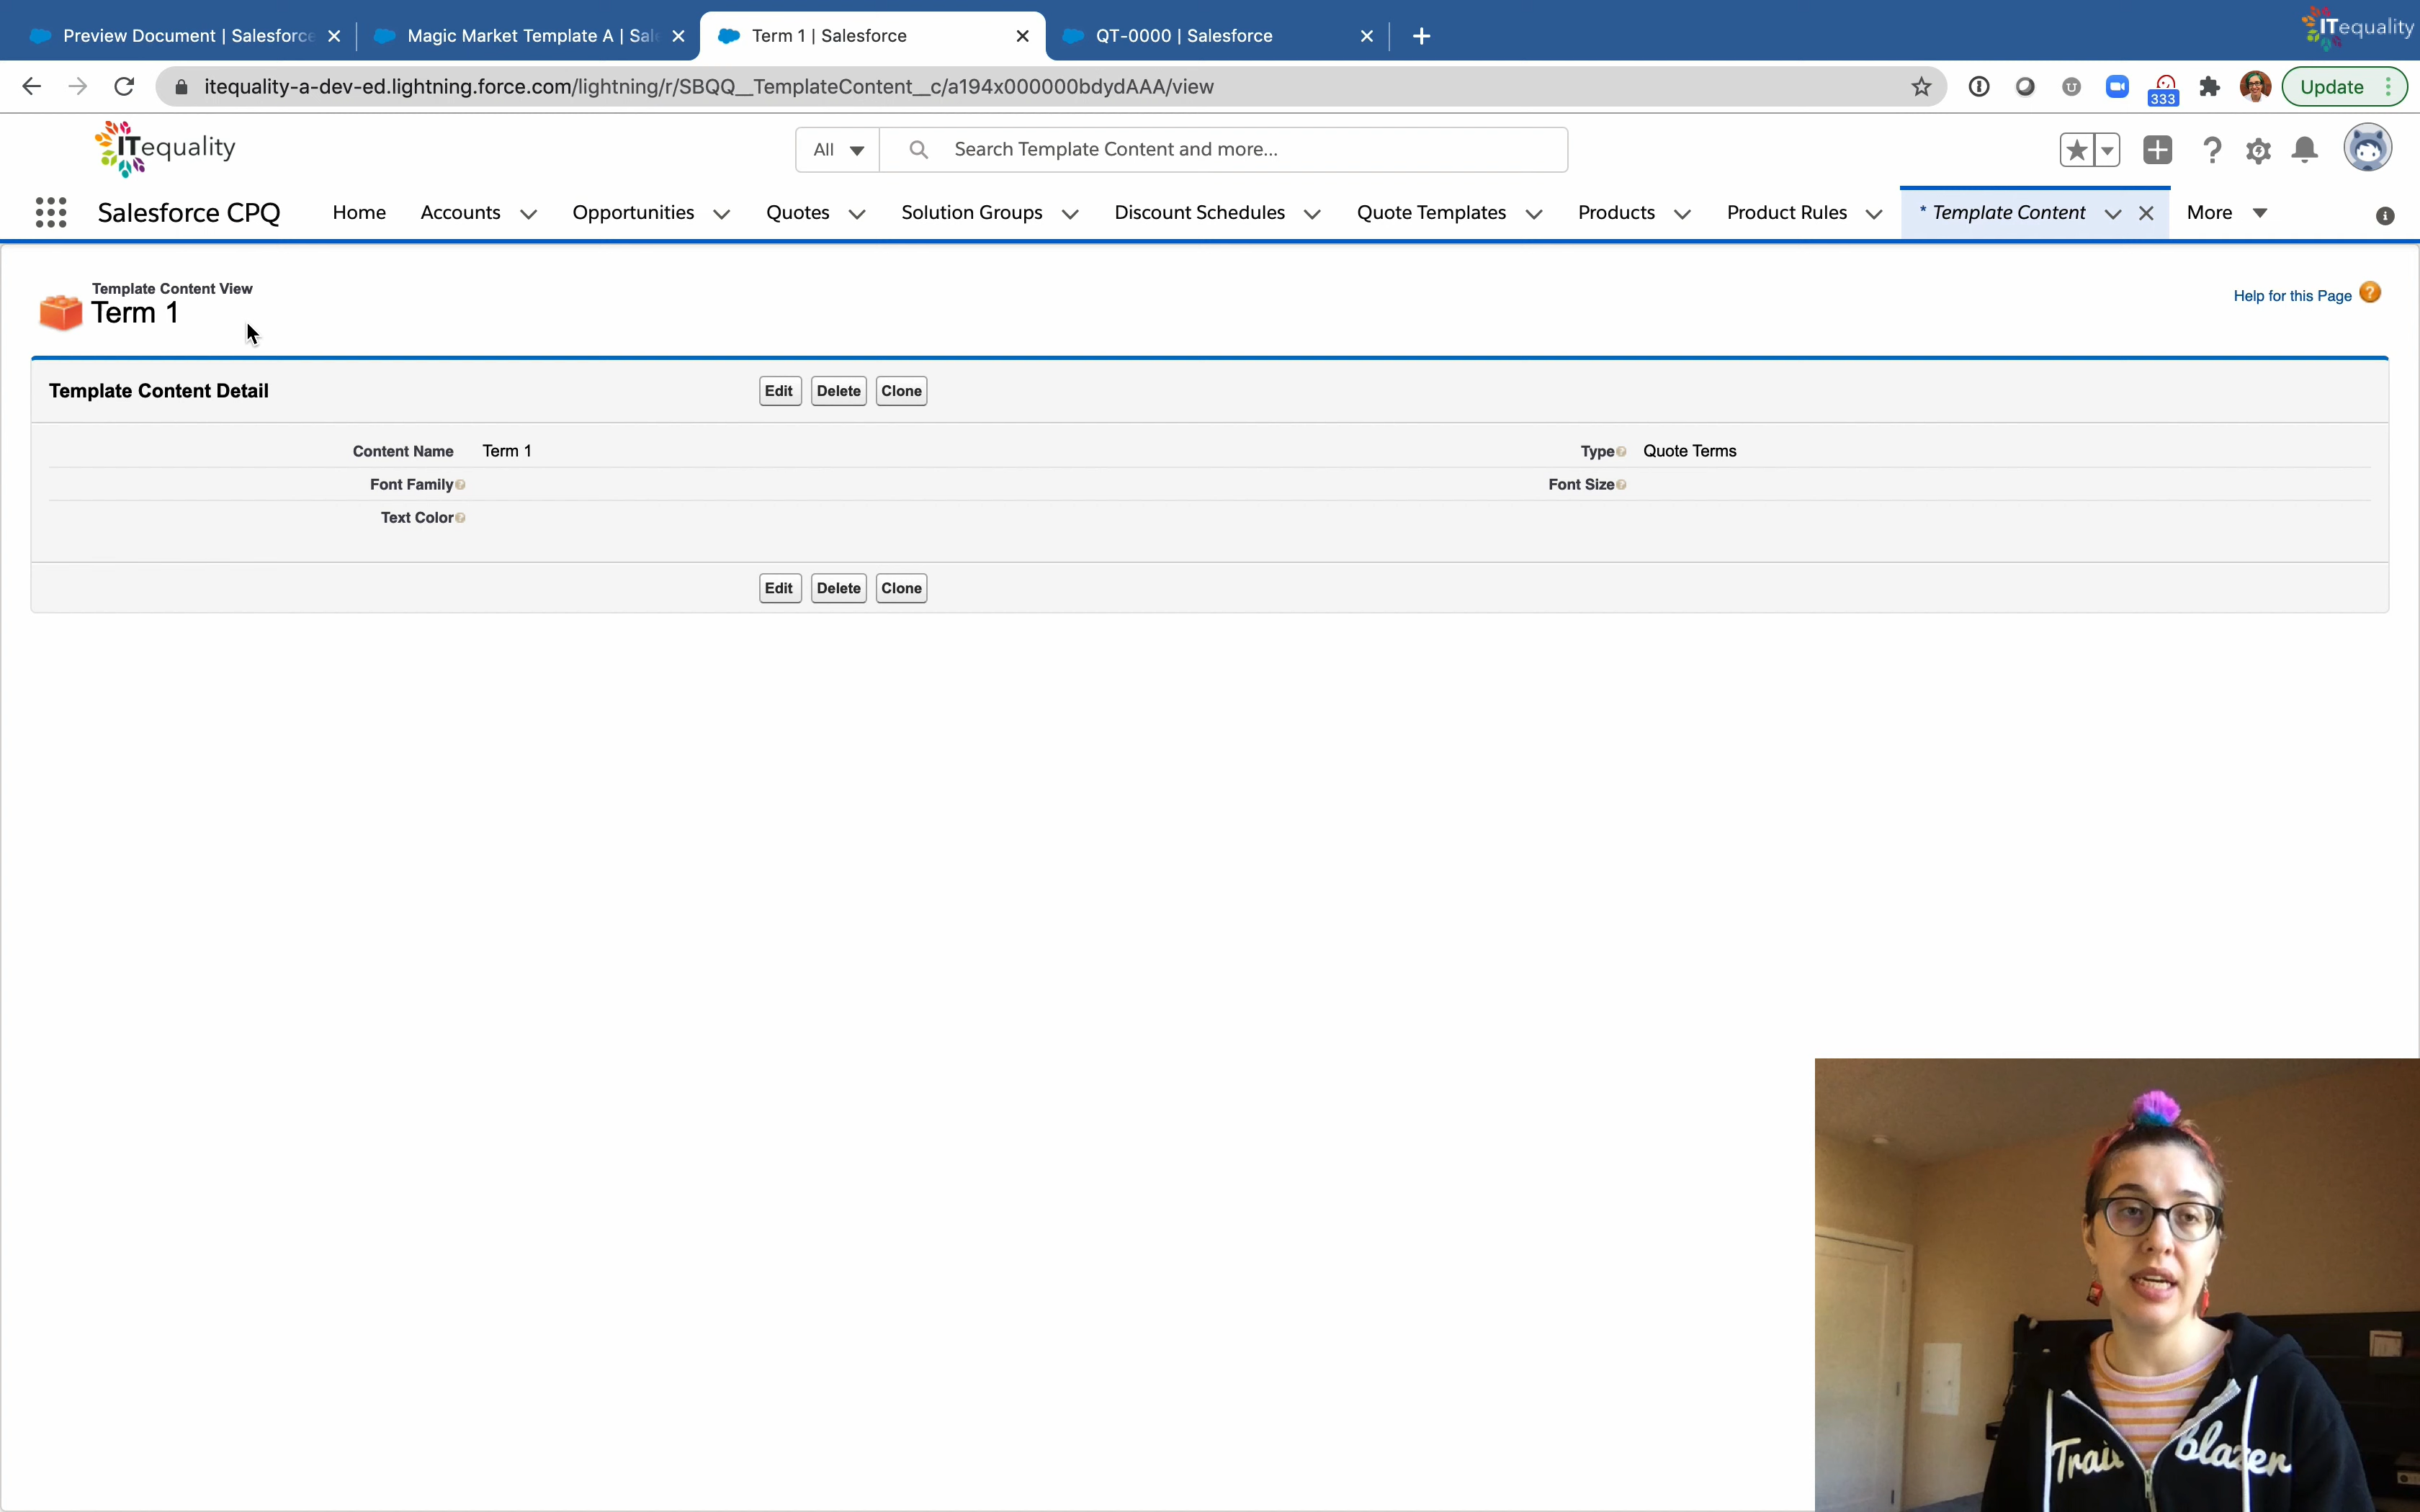 Preview Document | Salesforce
Magic Market Template A | Sale
Term 1 | Salesforce
QT-0000 | Salesforce
ITequality
itequality-a-dev-ed.lightning.force.com/lightning/r/SBQQ__TemplateContent__c/a194x000000bdydAAA/view
333
Update
ITequality
All
Search Template Content and more...
Salesforce CPQ
Home
Accounts
Opportunities
Quotes
Solution Groups
Discount Schedules
Quote Templates
Products
Product Rules
* Template Content
More
Template Content View
Term 1
Help for this Page
Template Content Detail
Edit
Delete
Clone
Content Name Term 1
Type Quote Terms
Font Family
Font Size
Text Color
Edit
Delete
Clone
Trailblazer